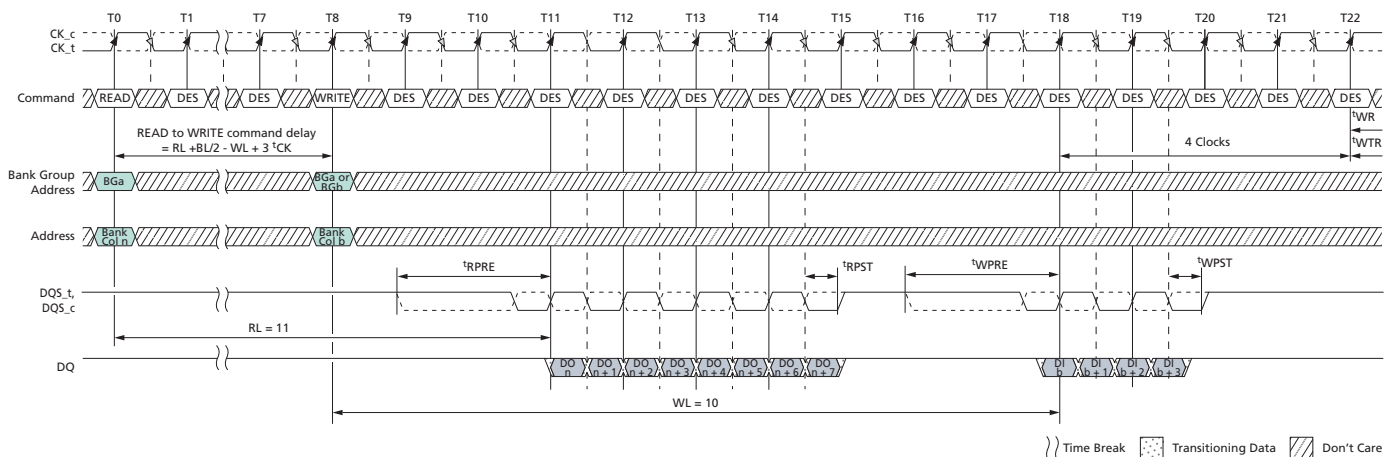 T0 T1 T7 T8 T9 T10 T11 T12 T13 T14 T15 T16 T17 T18 T19 T20 T21 T22
CK_c
CK_t
Command READ DES DES WRITE DES DES DES DES DES DES DES DES DES DES DES DES DES DES
READ to WRITE command delay
= RL +BL/2 - WL + 3 tCK
tWR
4 Clocks
tWTR
Bank Group
Address
BGa
BGa or
BGb
Address
Bank
Col n
Bank
Col b
tRPRE tRPST tWPRE tWPST
DQS_t,
DQS_c
RL = 11
DQ
DO
n
DO
n + 1
DO
n + 2
DO
n + 3
DO
n + 4
DO
n + 5
DO
n + 6
DO
n + 7
DI
b
DI
b + 1
DI
b + 2
DI
b + 3
WL = 10
Time Break Transitioning Data Don't Care